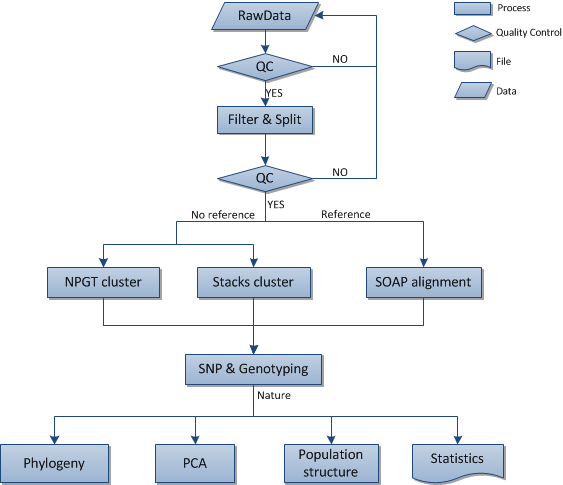 RawData
Process
Quality Control
File
Data
QC
NO
YES
Filter & Split
QC
NO
YES
No reference
Reference
NPGT cluster
Stacks cluster
SOAP alignment
SNP & Genotyping
Nature
Phylogeny
PCA
Population
structure
Statistics